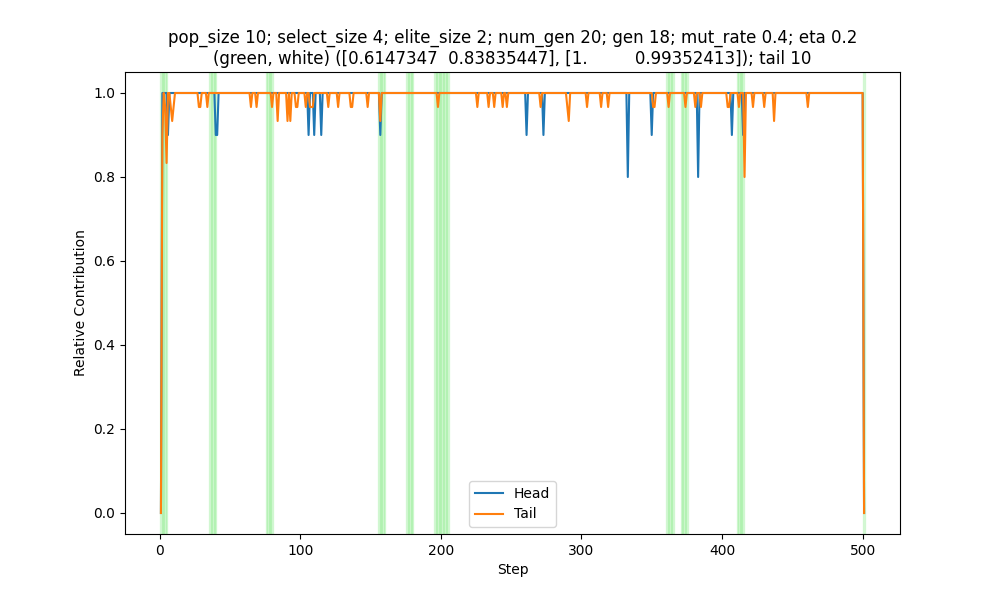 pop_size 10; select_size 4; elite_size 2; num_gen 20; gen 18; mut_rate 0.4; eta 0.2
(green, white) ([0.6147347  0.83835447], [1.         0.99352413]); tail 10
1.0
0.8
0.6
0.4
0.2
0.0
Relative Contribution
Head
Tail
0
100
200
300
400
500
Step